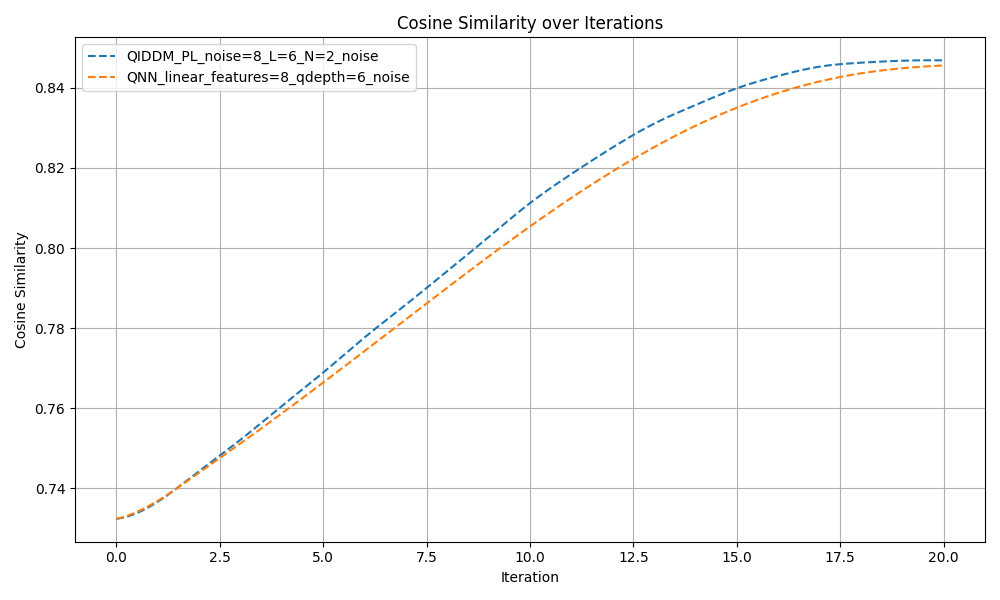 Cosine Similarity over Iterations
QIDDM_PL_noise=8_L=6_N=2_noise
QNN_linear_features=8_qdepth=6_noise
Cosine Similarity
0.84
0.82
0.80
0.78
0.76
0.74
0.0 2.5 5.0 7.5 10.0 12.5 15.0 17.5 20.0
Iteration